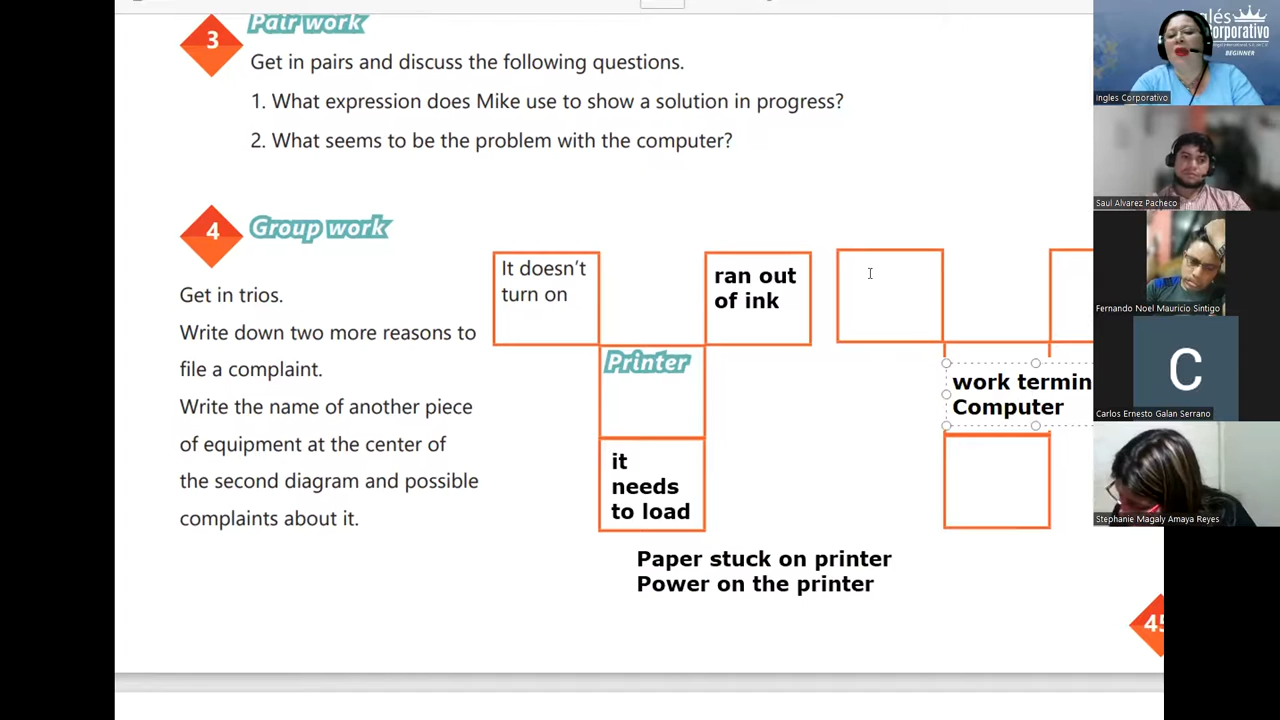 3
Pair work
Get in pairs and discuss the following questions.
1. What expression does Mike use to show a solution in progress?
2. What seems to be the problem with the computer?
4
Group work
Get in trios.
Write down two more reasons to
file a complaint.
Write the name of another piece
of equipment at the center of
the second diagram and possible
complaints about it.
It doesn't
turn on
ran out
of ink
Printer
it
needs
to load
work termin
Computer
Paper stuck on printer
Power on the printer
45
Inglés
Corporativo
BEGINNER
Ingles Corporativo
Saul Alvarez Pacheco
Fernando Noel Mauricio Sintigo
C
Carlos Ernesto Galan Serrano
Stephanie Magaly Amaya Reyes